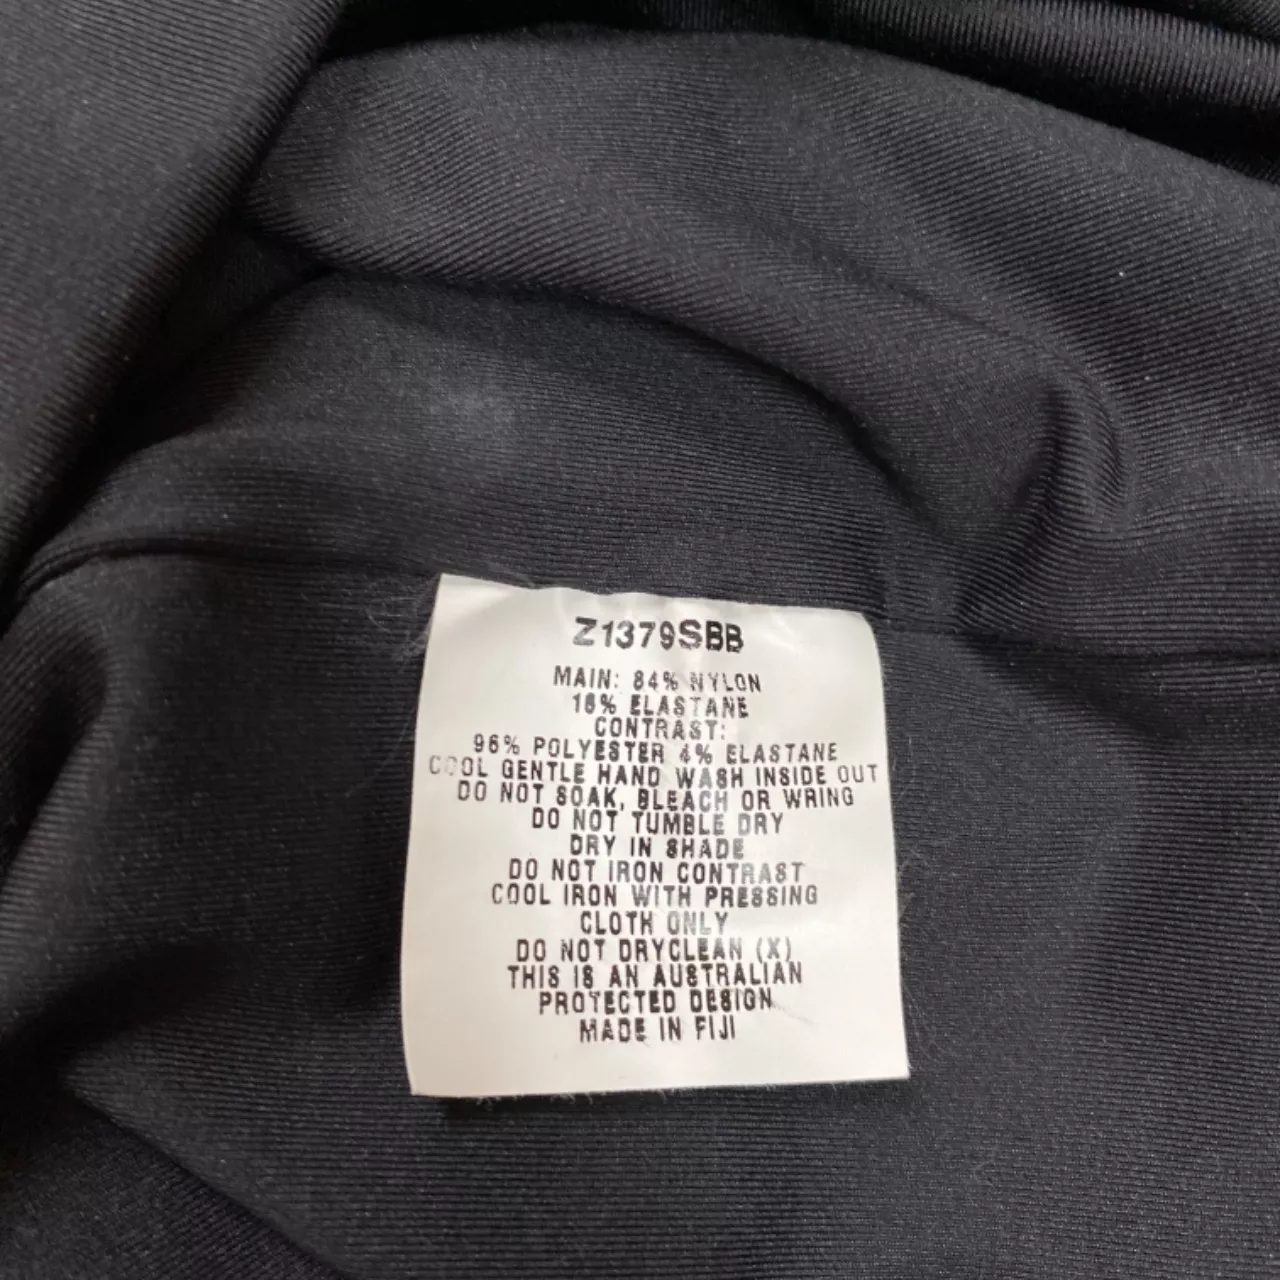 Z1379SBB
MAIN: 84% NYLON
16% ELASTANE
CONTRAST:
96% POLYESTER 4% ELASTANE
COOL GENTLE HAND WASH INSIDE OUT
DO NOT SOAK, BLEACH OR WRING
DO NOT TUMBLE DRY
DRY IN SHADE
DO NOT IRON CONTRAST
COOL IRON WITH PRESSING
CLOTH ONLY
DO NOT DRYCLEAN (X)
THIS IS AN AUSTRALIAN
PROTECTED DESIGN
MADE IN FIJI